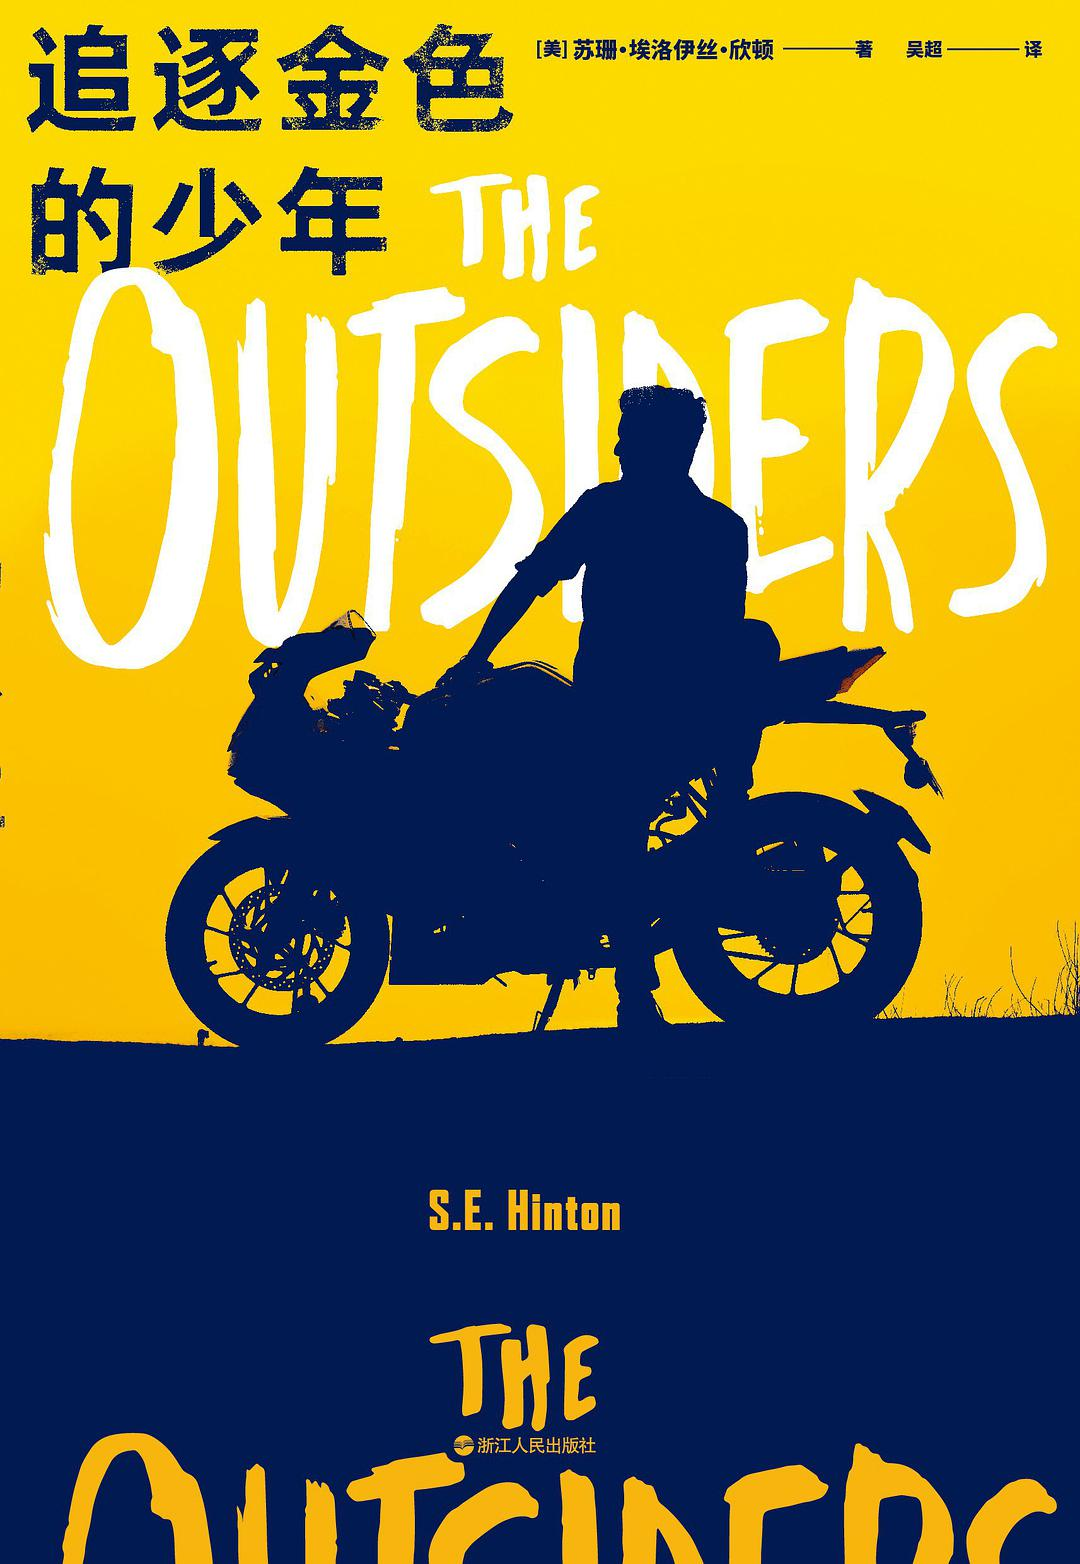 追逐金色
的少年
[美]苏珊·埃洛伊丝·欣顿 著 吴超 译
THE
OUTSIDERS
S.E. Hinton
THE
浙江人民出版社
OUTSIDERS